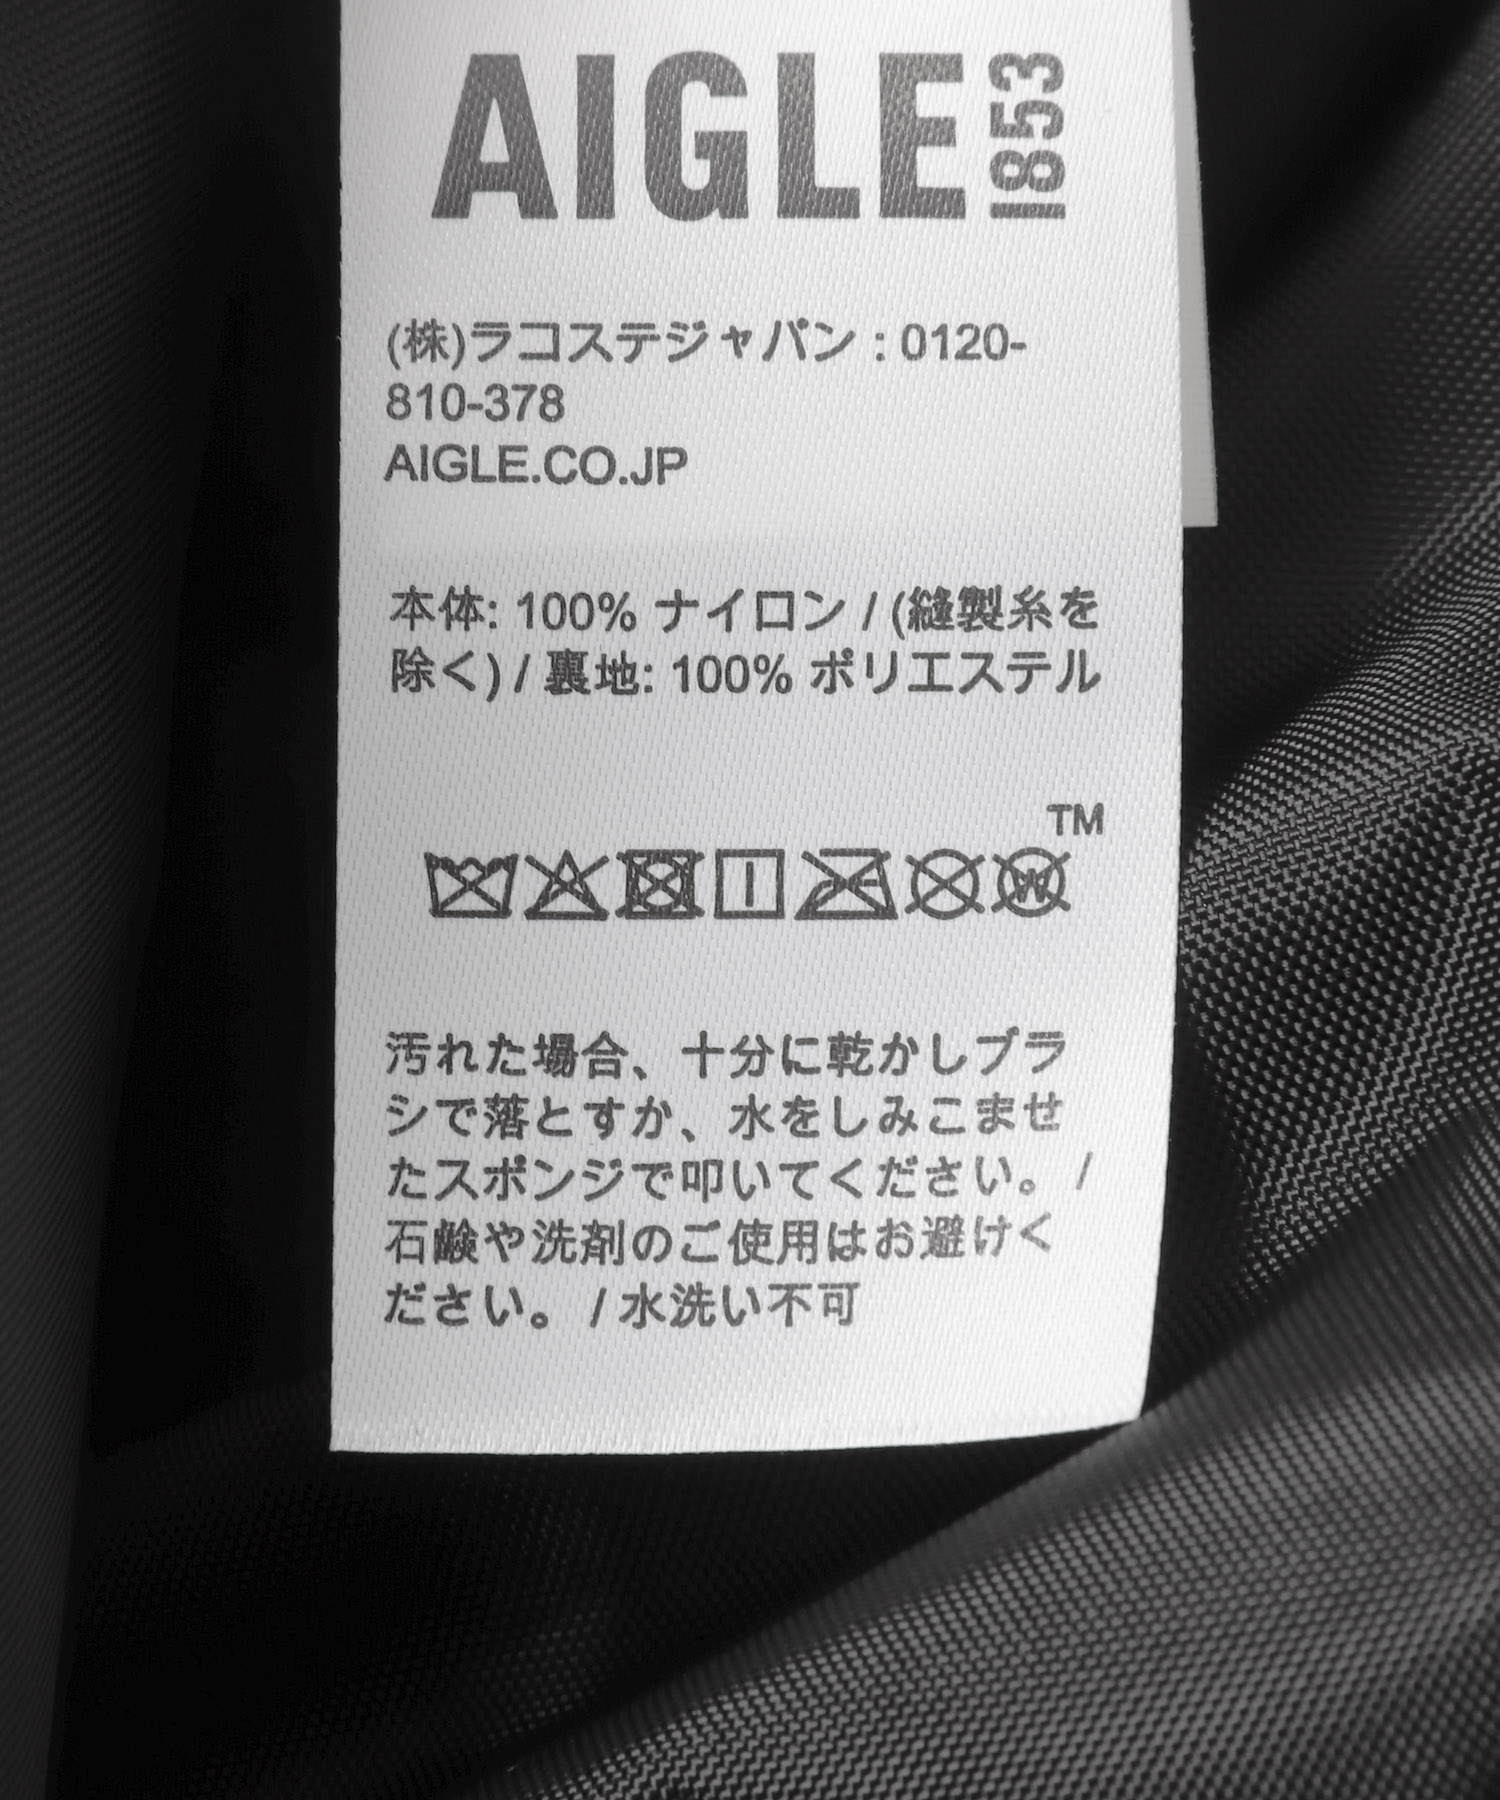 AIGLE 1853
(株)ラコステジャパン : 0120-
810-378
AIGLE.CO.JP
本体: 100% ナイロン / (縫製糸を
除く) / 裏地: 100% ポリエステル
TM
W
汚れた場合、十分に乾かしブラ
シで落とすか、水をしみこませ
たスポンジで叩いてください。 /
石鹸や洗剤のご使用はお避けく
ださい。 / 水洗い不可